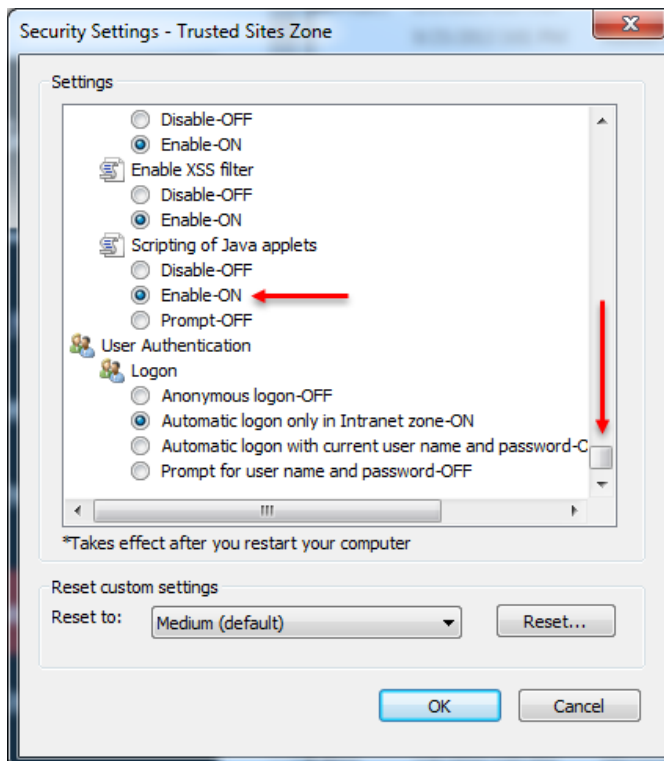 Security Settings - Trusted Sites Zone
Settings
Disable-OFF
Enable-ON
Enable XSS filter
Disable-OFF
Enable-ON
Scripting of Java applets
Disable-OFF
Enable-ON
Prompt-OFF
User Authentication
Logon
Anonymous logon-OFF
Automatic logon only in Intranet zone-ON
Automatic logon with current user name and password-O
Prompt for user name and password-OFF
*Takes effect after you restart your computer
Reset custom settings
Reset to: Medium (default) Reset...
OK Cancel